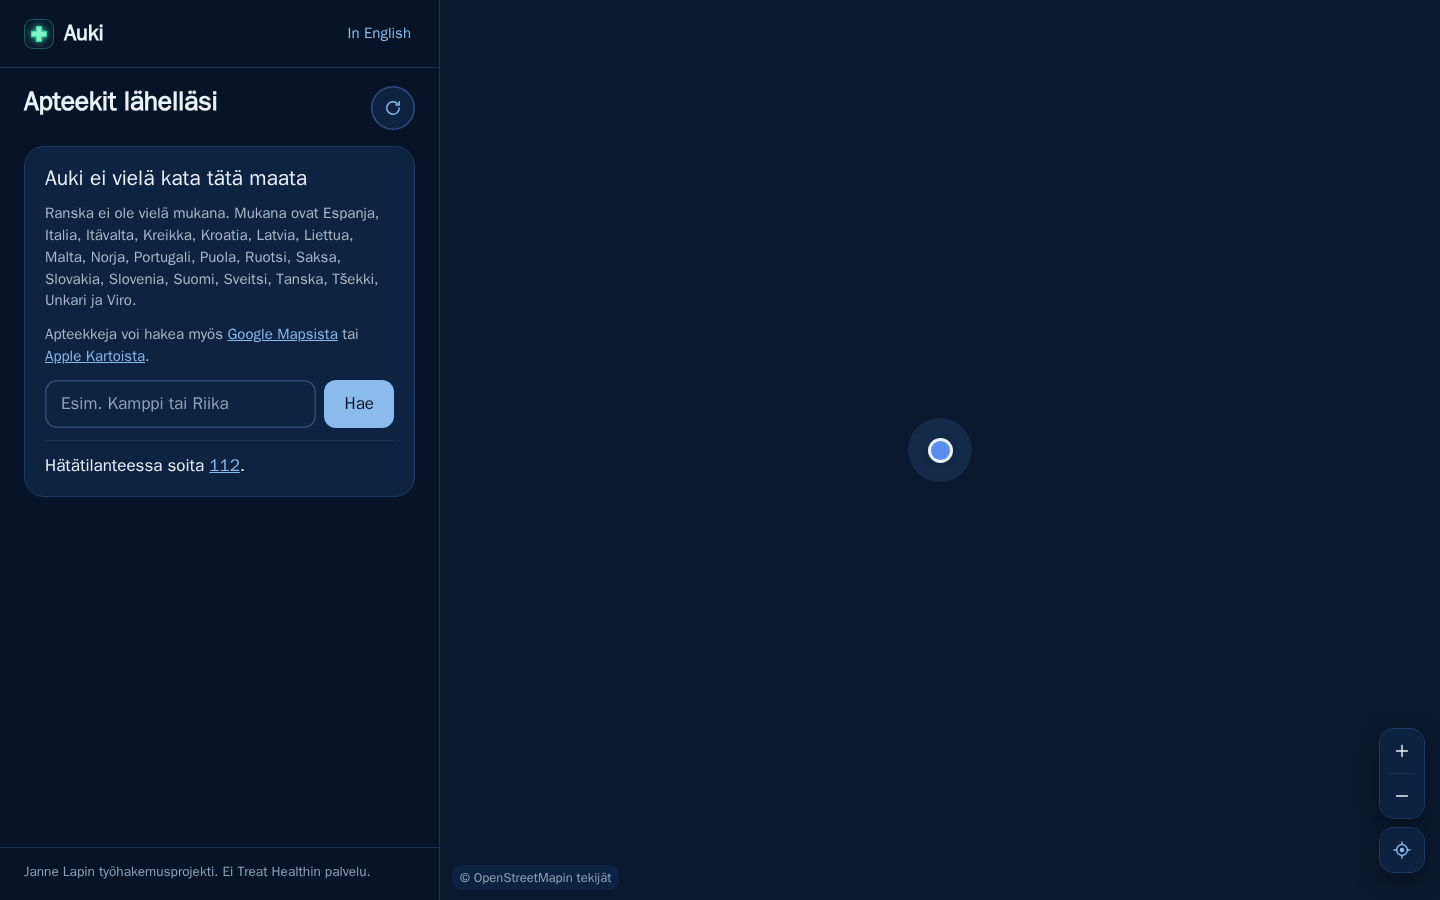 Auki
In English
Apteekit lähelläsi
Auki ei vielä kata tätä maata
Ranska ei ole vielä mukana. Mukana ovat Espanja,
Italia, Itävalta, Kreikka, Kroatia, Latvia, Liettua,
Malta, Norja, Portugali, Puola, Ruotsi, Saksa,
Slovakia, Slovenia, Suomi, Sveitsi, Tanska, Tšekki,
Unkari ja Viro.
Apteekkeja voi hakea myös Google Mapsista tai
Apple Kartoista.
Esim. Kamppi tai Riika
Hae
Hätätilanteessa soita 112.
Janne Lapin työhakemusprojekti. Ei Treat Healthin palvelu.
© OpenStreetMapin tekijät